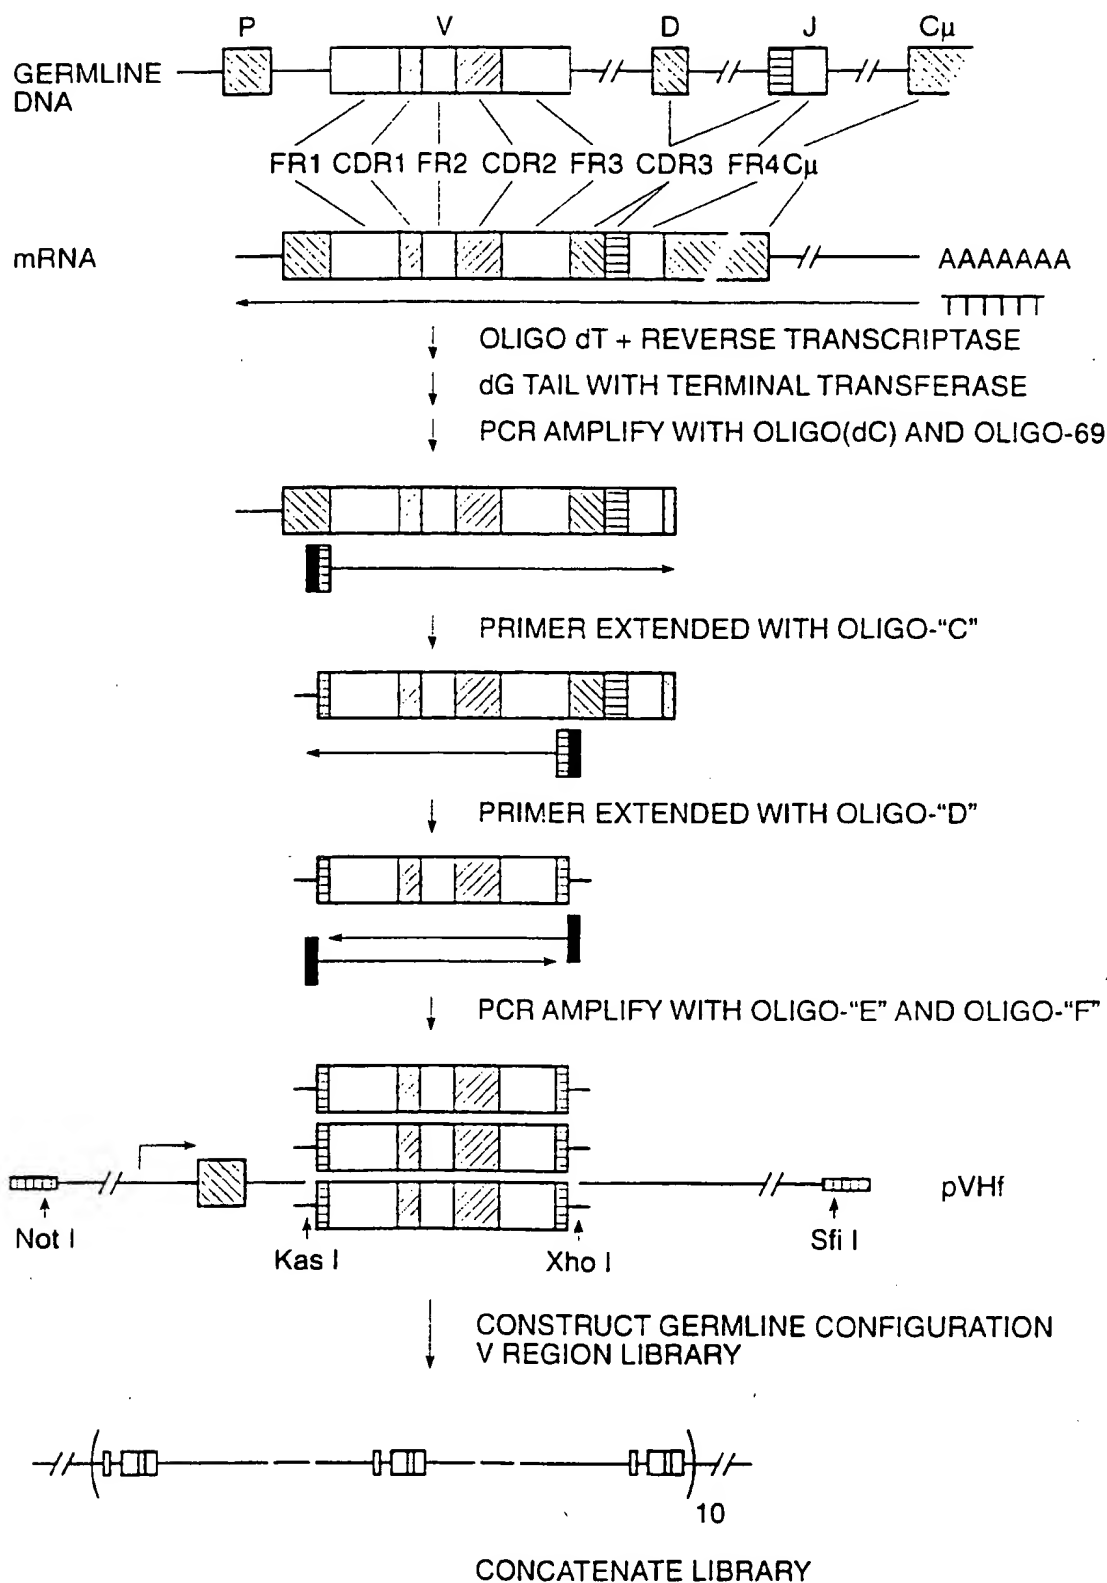 P V D J Cµ
GERMLINE
DNA
FR1 CDR1 FR2 CDR2 FR3 CDR3 FR4 Cµ
mRNA
AAAAAAA
TTTTTT
OLIGO dT + REVERSE TRANSCRIPTASE
dG TAIL WITH TERMINAL TRANSFERASE
PCR AMPLIFY WITH OLIGO(dC) AND OLIGO-69
PRIMER EXTENDED WITH OLIGO-“C”
PRIMER EXTENDED WITH OLIGO-“D”
PCR AMPLIFY WITH OLIGO-“E” AND OLIGO-“F”
pVHf
Not I
Kas I
Xho I
Sfi I
CONSTRUCT GERMLINE CONFIGURATION
V REGION LIBRARY
10
CONCATENATE LIBRARY